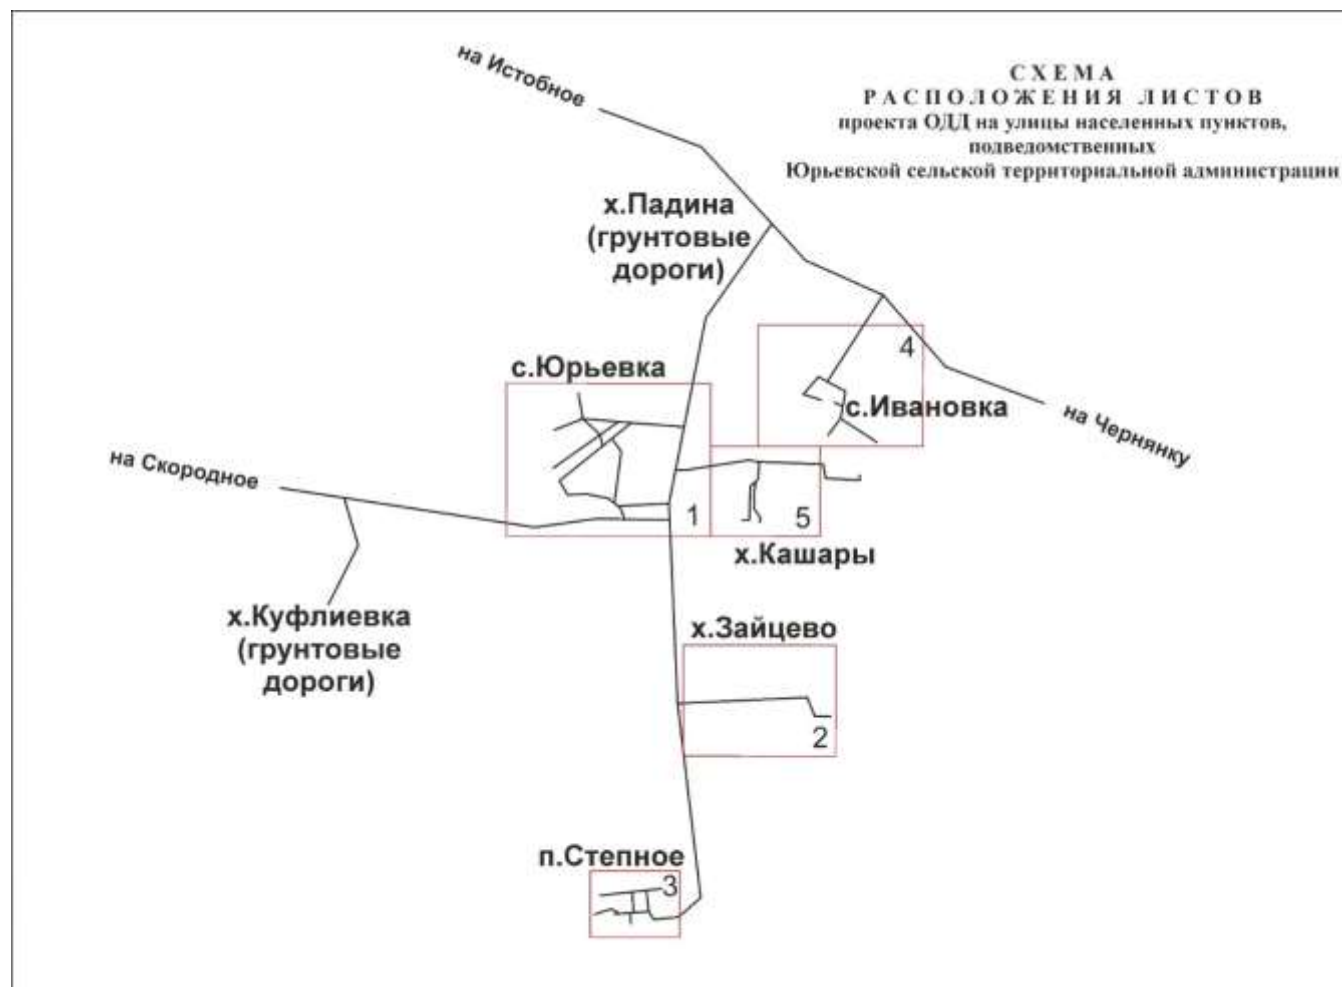 на Истобное
СХЕМА
РАСПОЛОЖЕНИЯ ЛИСТОВ
проекта ОДД на улицы населенных пунктов,
подведомственных
Юрьевской сельской территориальной администрации
х.Падина
(грунтовые
дороги)
4
с.Юрьевка
с.Ивановка
на Чернянку
на Скородное
1
5
х.Кашары
х.Куфлиевка
(грунтовые
дороги)
х.Зайцево
2
п.Степное
3